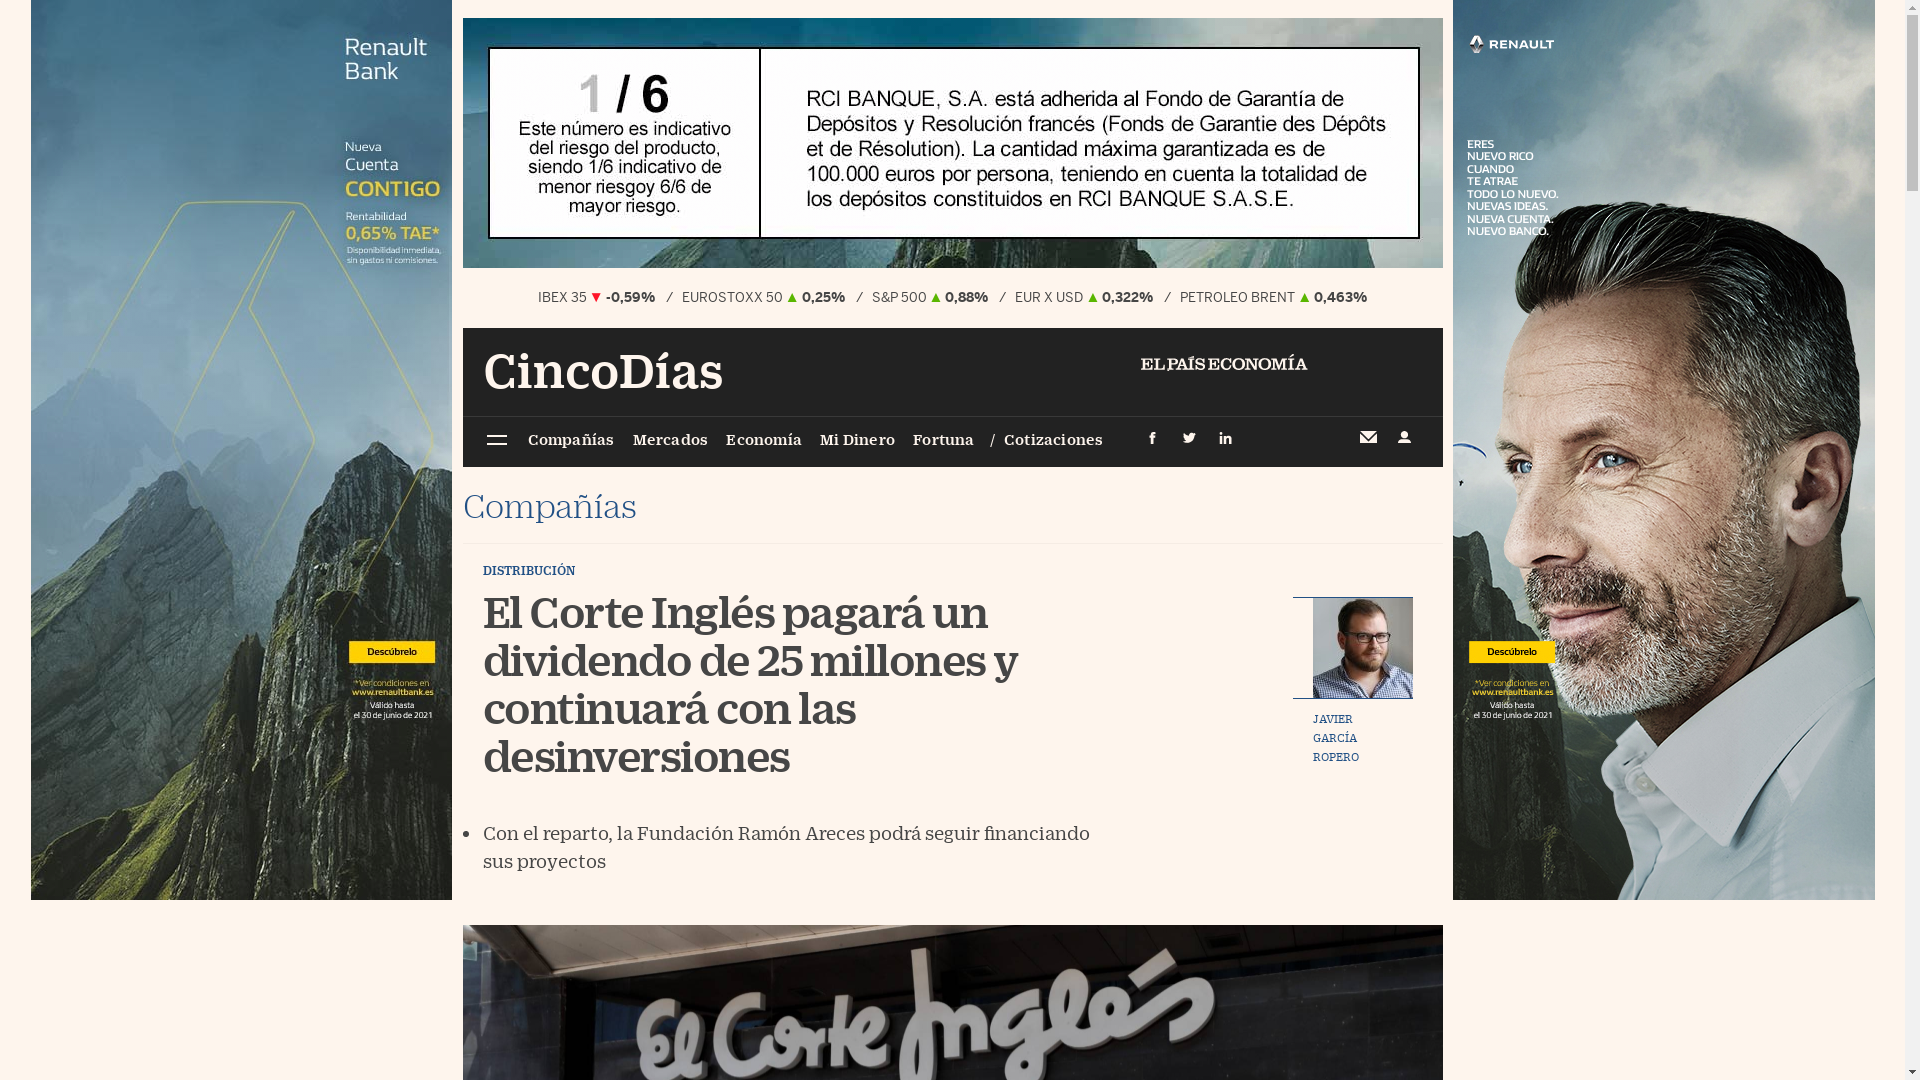 Renault
Bank
Nueva
Cuenta
CONTIGO
Rentabilidad
0,65% TAE*
Disponibilidad inmediata,
sin gastos ni comisiones.
Descúbrelo
*Ver condiciones en
www.renaultbank.es
Válido hasta
el 30 de junio de 2021
1 / 6
Este número es indicativo
del riesgo del producto,
siendo 1/6 indicativo de
menor riesgoy 6/6 de
mayor riesgo.
RCI BANQUE, S.A. está adherida al Fondo de Garantía de
Depósitos y Resolución francés (Fonds de Garantie des Dépôts
et de Résolution). La cantidad máxima garantizada es de
100.000 euros por persona, teniendo en cuenta la totalidad de
los depósitos constituidos en RCI BANQUE S.A.S.E.
IBEX 35 ▼ -0,59% / EUROSTOXX 50 ▲ 0,25% / S&P 500 ▲ 0,88% / EUR X USD ▲ 0,322% / PETROLEO BRENT ▲ 0,463%
CincoDías
EL PAÍS ECONOMÍA
Compañías Mercados Economía Mi Dinero Fortuna / Cotizaciones
Compañías
DISTRIBUCIÓN
El Corte Inglés pagará un
dividendo de 25 millones y
continuará con las
desinversiones
JAVIER
GARCÍA
ROPERO
• Con el reparto, la Fundación Ramón Areces podrá seguir financiando
sus proyectos
El Corte Inglés
RENAULT
ERES
NUEVO RICO
CUANDO
TE ATRAE
TODO LO NUEVO.
NUEVAS IDEAS.
NUEVA CUENTA.
NUEVO BANCO.
Descúbrelo
*Ver condiciones en
www.renaultbank.es
Válido hasta
el 30 de junio de 2021